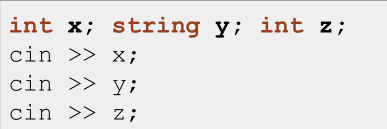 int x; string y; int z;
cin >> x;
cin >> y;
cin >> z;